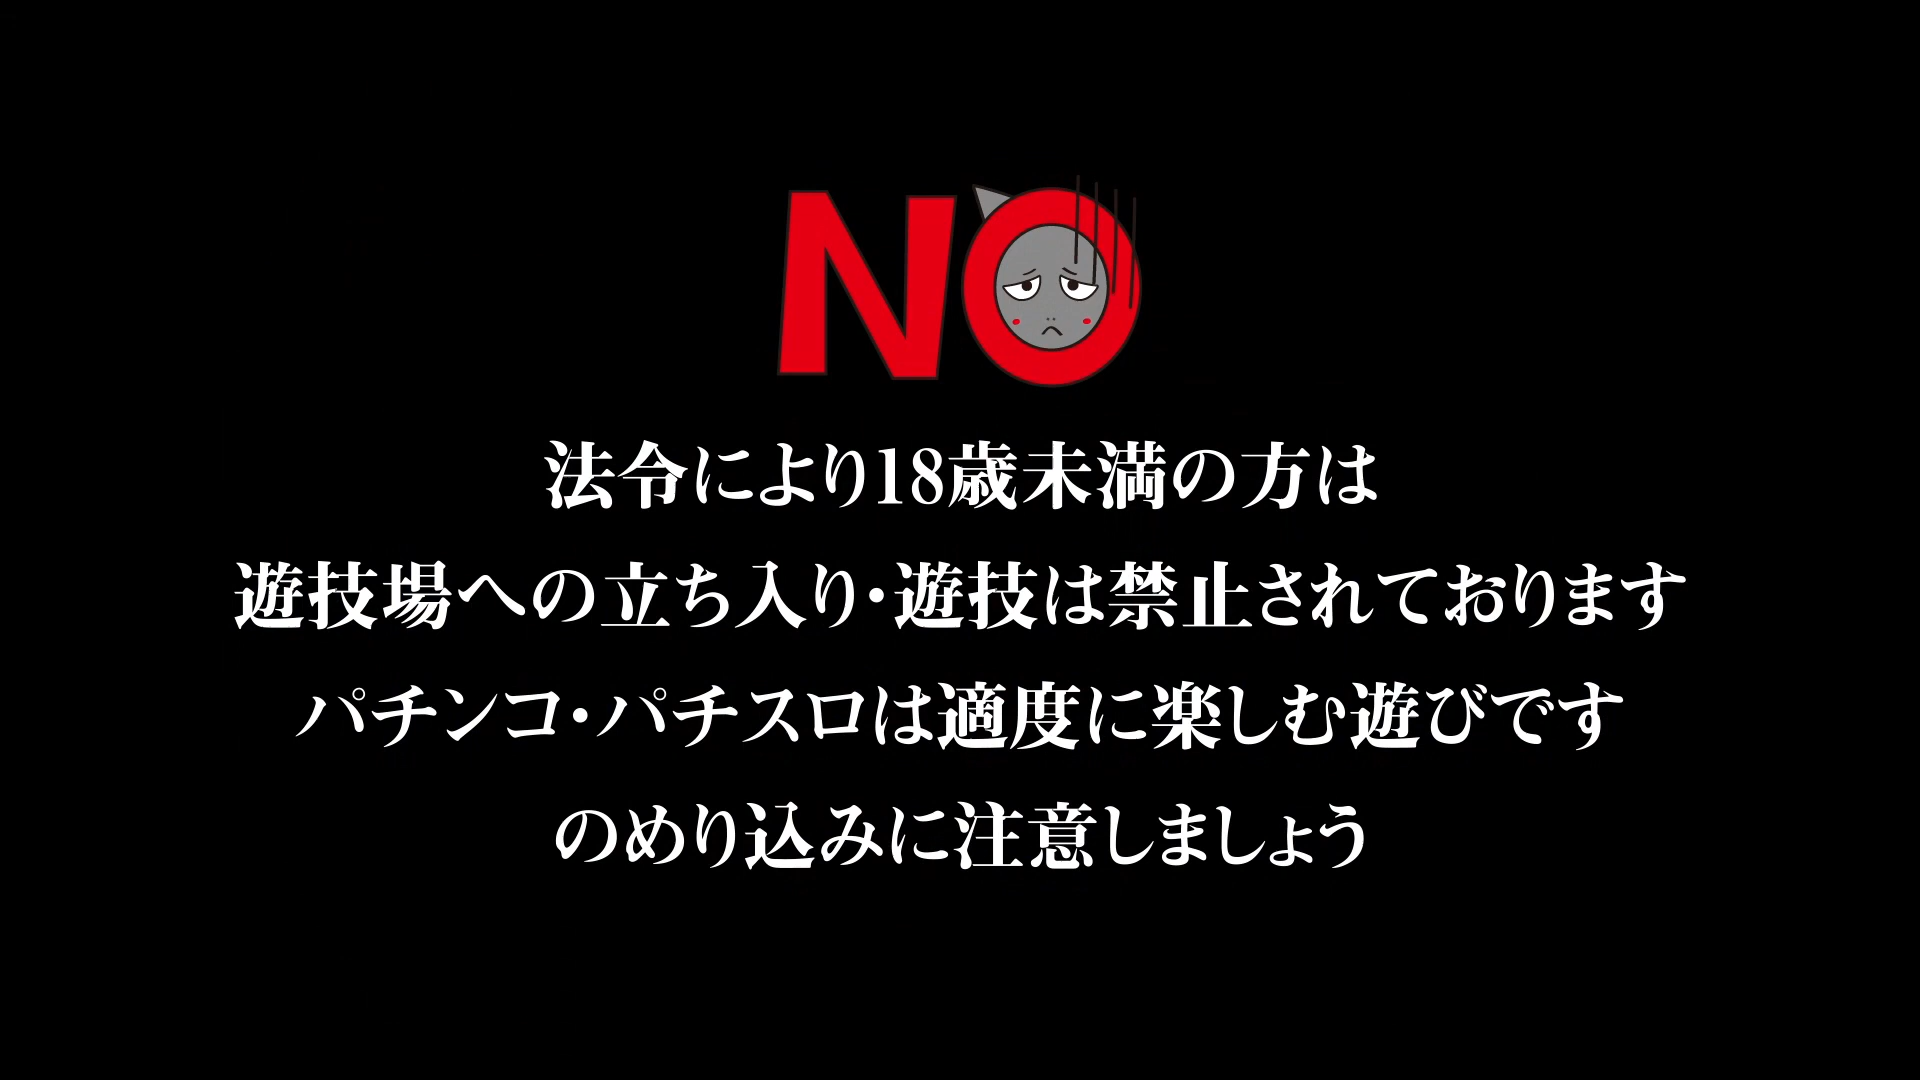 NO
法令により18歳未満の方は
遊技場への立ち入り・遊技は禁止されております
パチンコ・パチスロは適度に楽しむ遊びです
のめり込みに注意しましょう